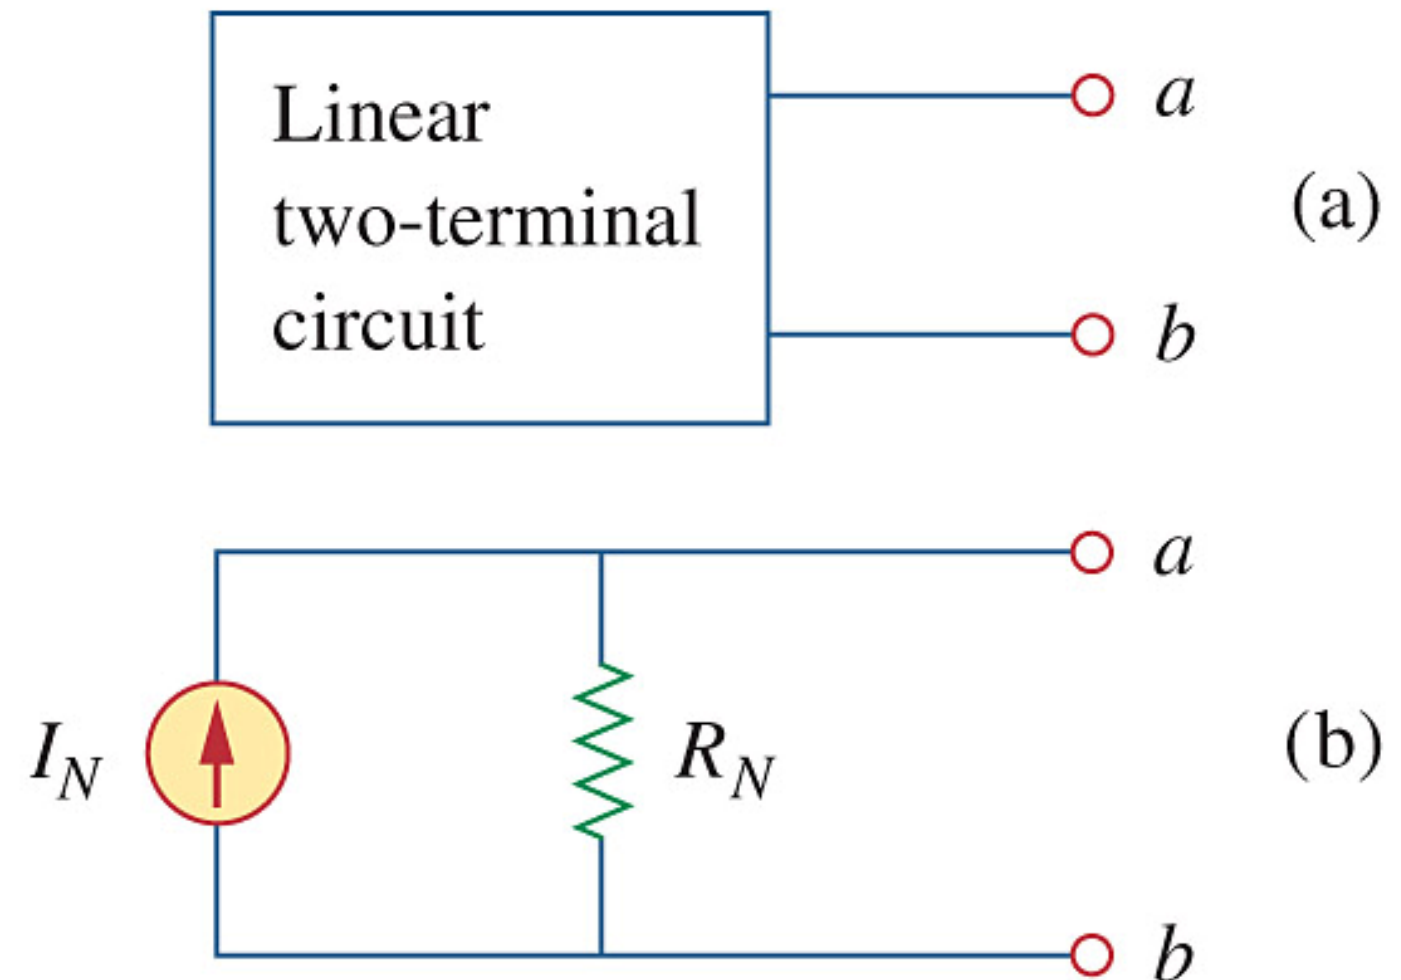 Linear
two-terminal
circuit
a
(a)
b
a
I_N
R_N
(b)
b